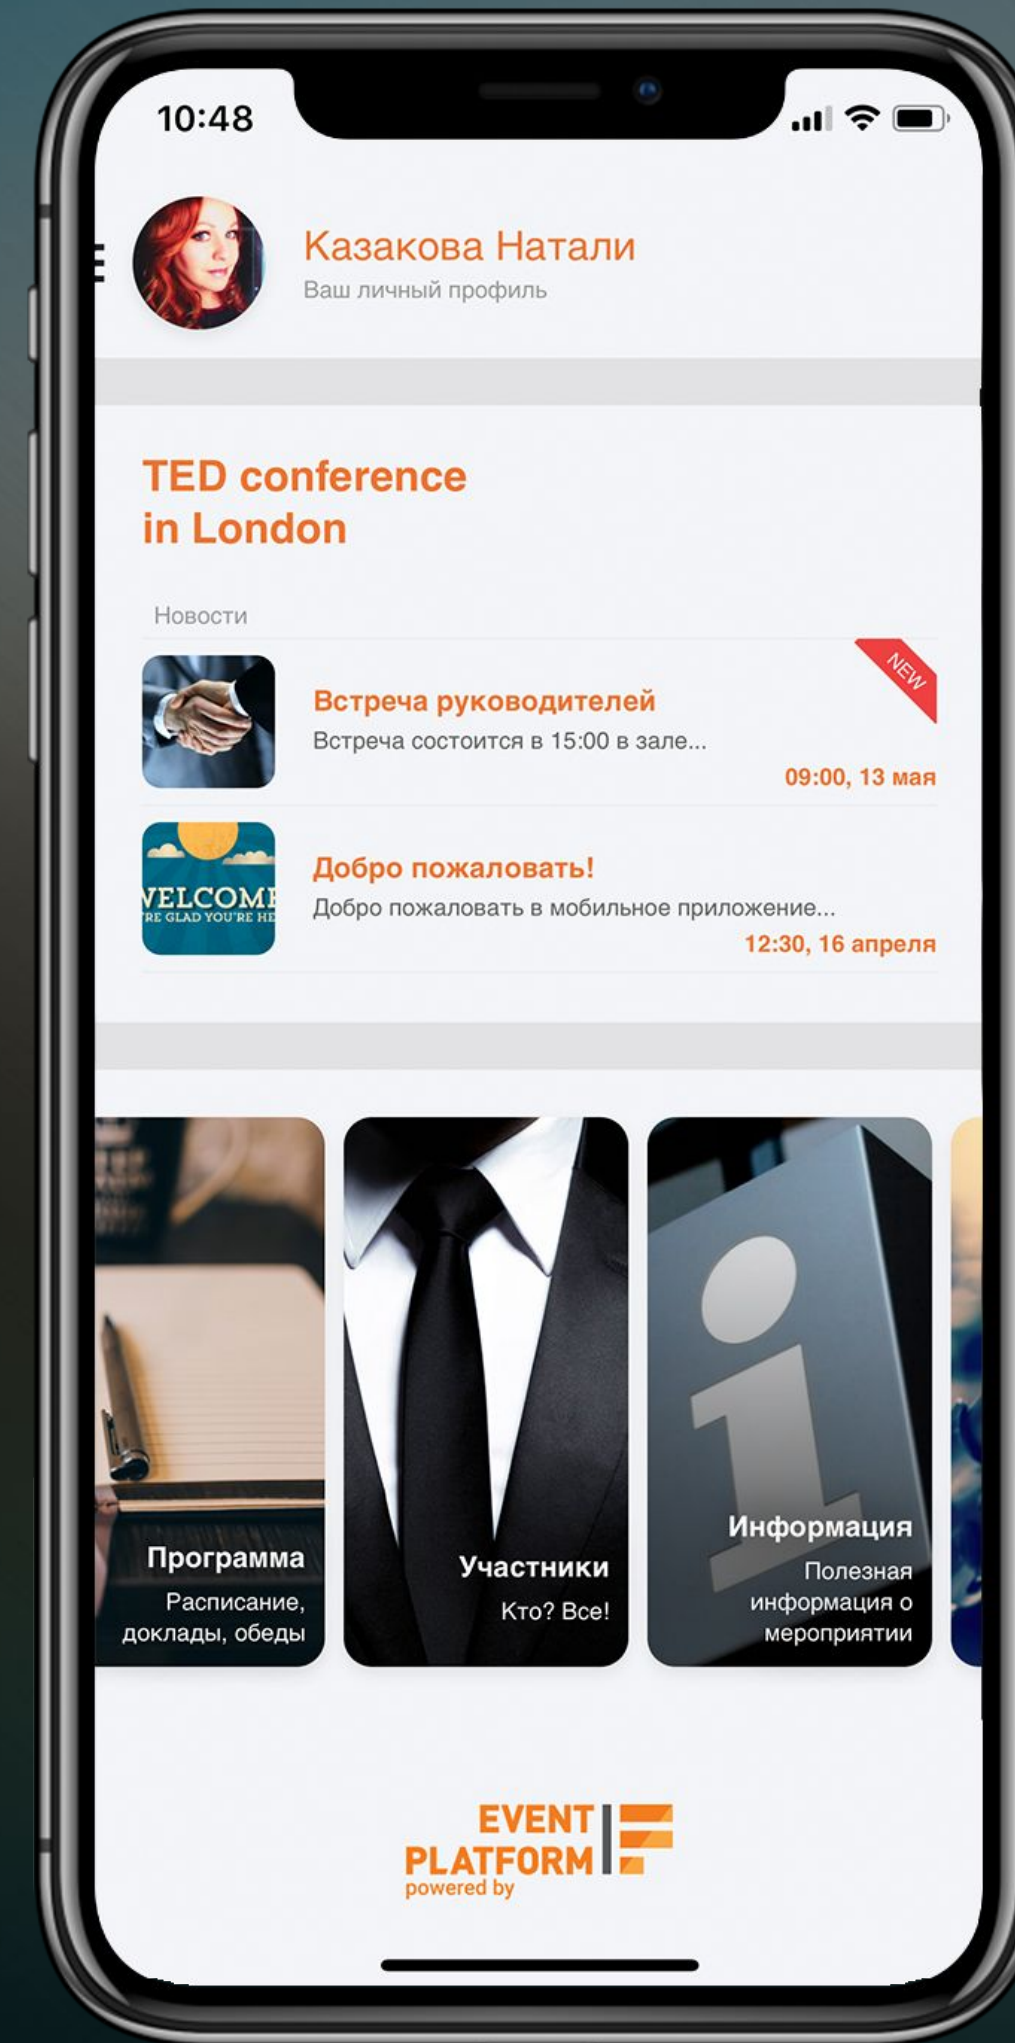 10:48
Казакова Натали
Ваш личный профиль
TED conference
in London
Новости
NEW
Встреча руководителей
Встреча состоится в 15:00 в зале...
09:00, 13 мая
WELCOME
Добро пожаловать!
Добро пожаловать в мобильное приложение...
12:30, 16 апреля
Программа
Расписание,
доклады, обеды
Участники
Кто? Все!
i
Информация
Полезная
информация о
мероприятии
EVENT
PLATFORM
powered by